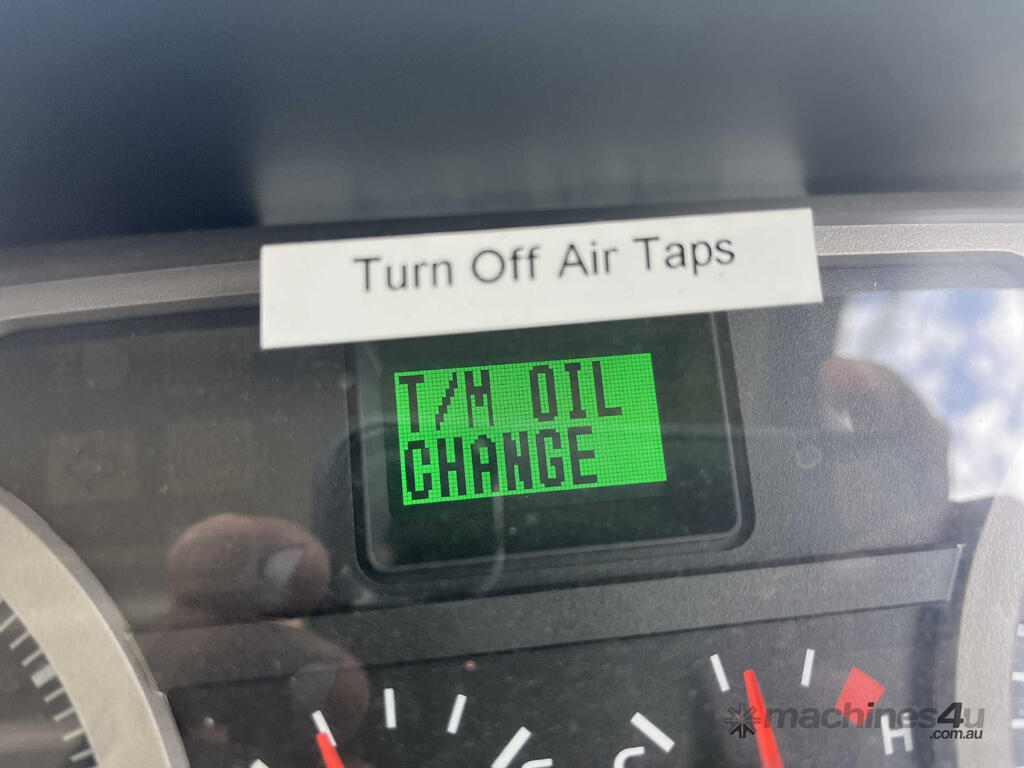 Turn Off Air Taps
T/M OIL
CHANGE
machines4u
.com.au
C
H